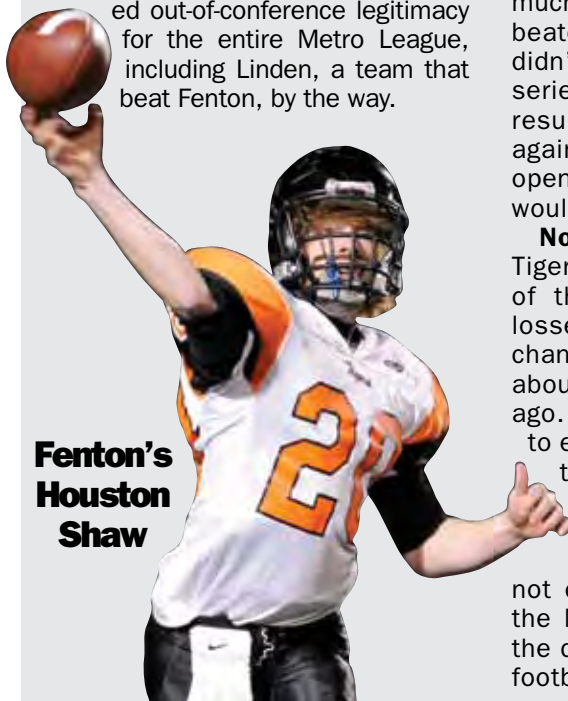 ed out-of-conference legitimacy
for the entire Metro League,
including Linden, a team that
beat Fenton, by the way.
Fenton's
Houston
Shaw
20
much
beate
didn'
serie
resu
again
open
woul
No
Tiger
of th
losse
chan
abou
ago.
to e
t
not o
the
the
footb